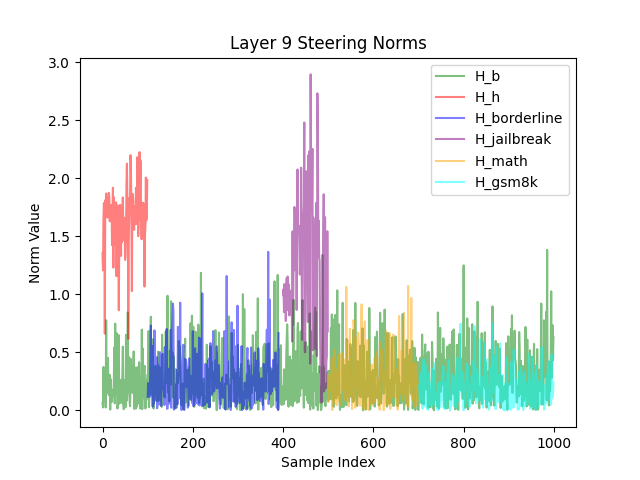 Layer 9 Steering Norms
3.0
2.5
2.0
1.5
1.0
0.5
0.0
Norm Value
H_b
H_h
H_borderline
H_jailbreak
H_math
H_gsm8k
0
200
400
600
800
1000
Sample Index